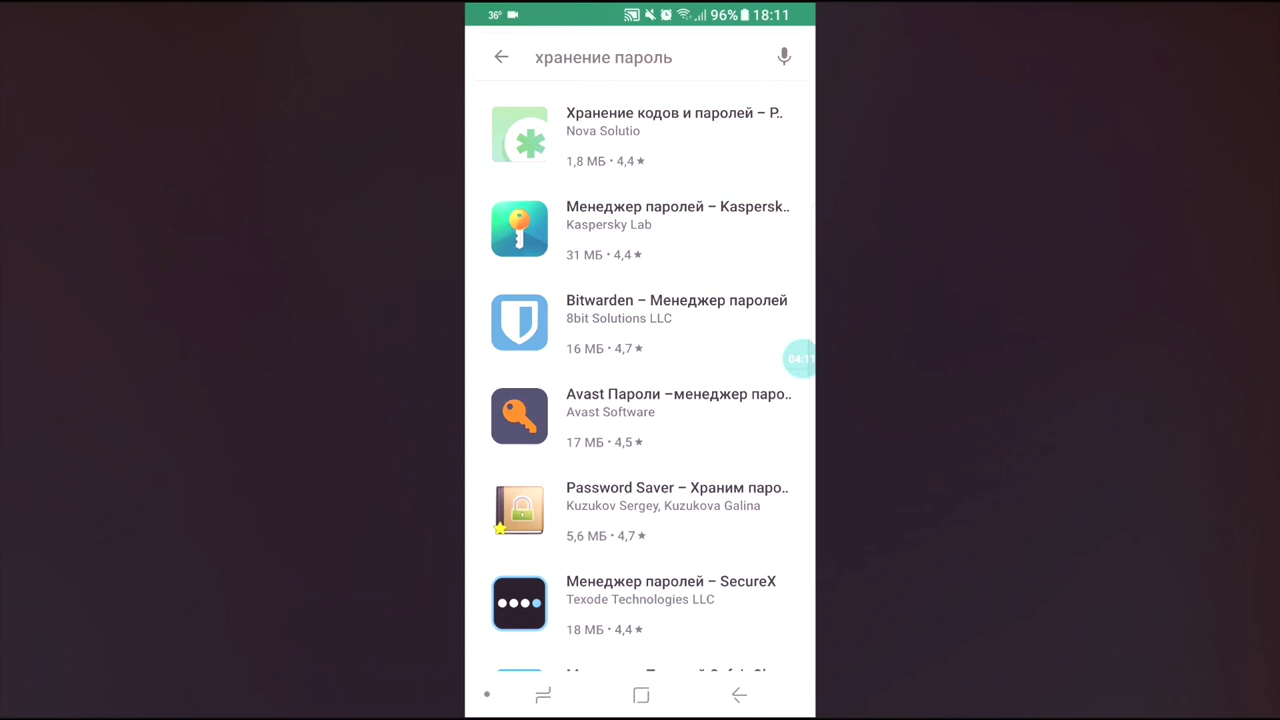 36° 96% 18:11
хранение пароль
Хранение кодов и паролей – P..
Nova Solutio
1,8 МБ • 4,4 ★
Менеджер паролей – Kaspersk..
Kaspersky Lab
31 МБ • 4,4 ★
Bitwarden – Менеджер паролей
8bit Solutions LLC
16 МБ • 4,7 ★
04:11
Avast Пароли –менеджер паро..
Avast Software
17 МБ • 4,5 ★
Password Saver – Храним паро..
Kuzukov Sergey, Kuzukova Galina
5,6 МБ • 4,7 ★
Менеджер паролей – SecureX
Texode Technologies LLC
18 МБ • 4,4 ★